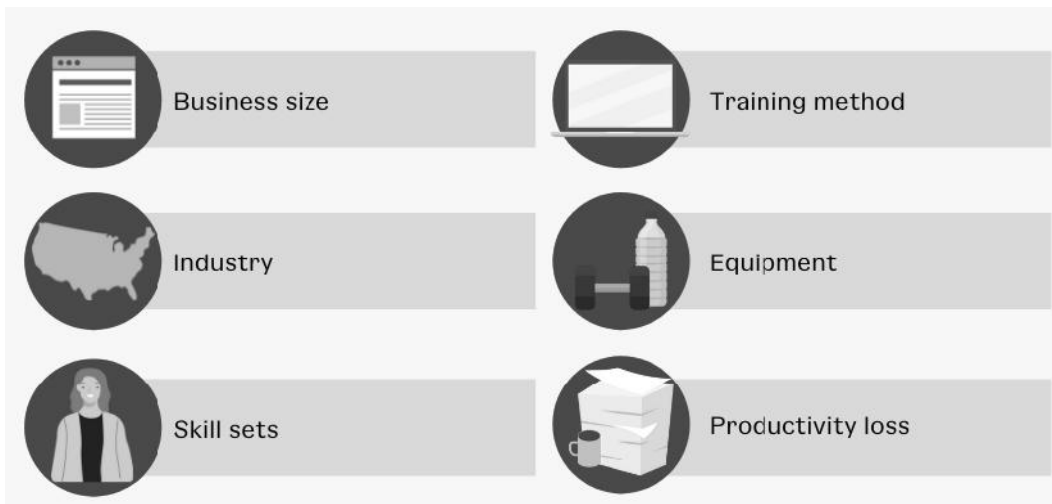 Business size
Training method
Industry
Equipment
Skill sets
Productivity loss